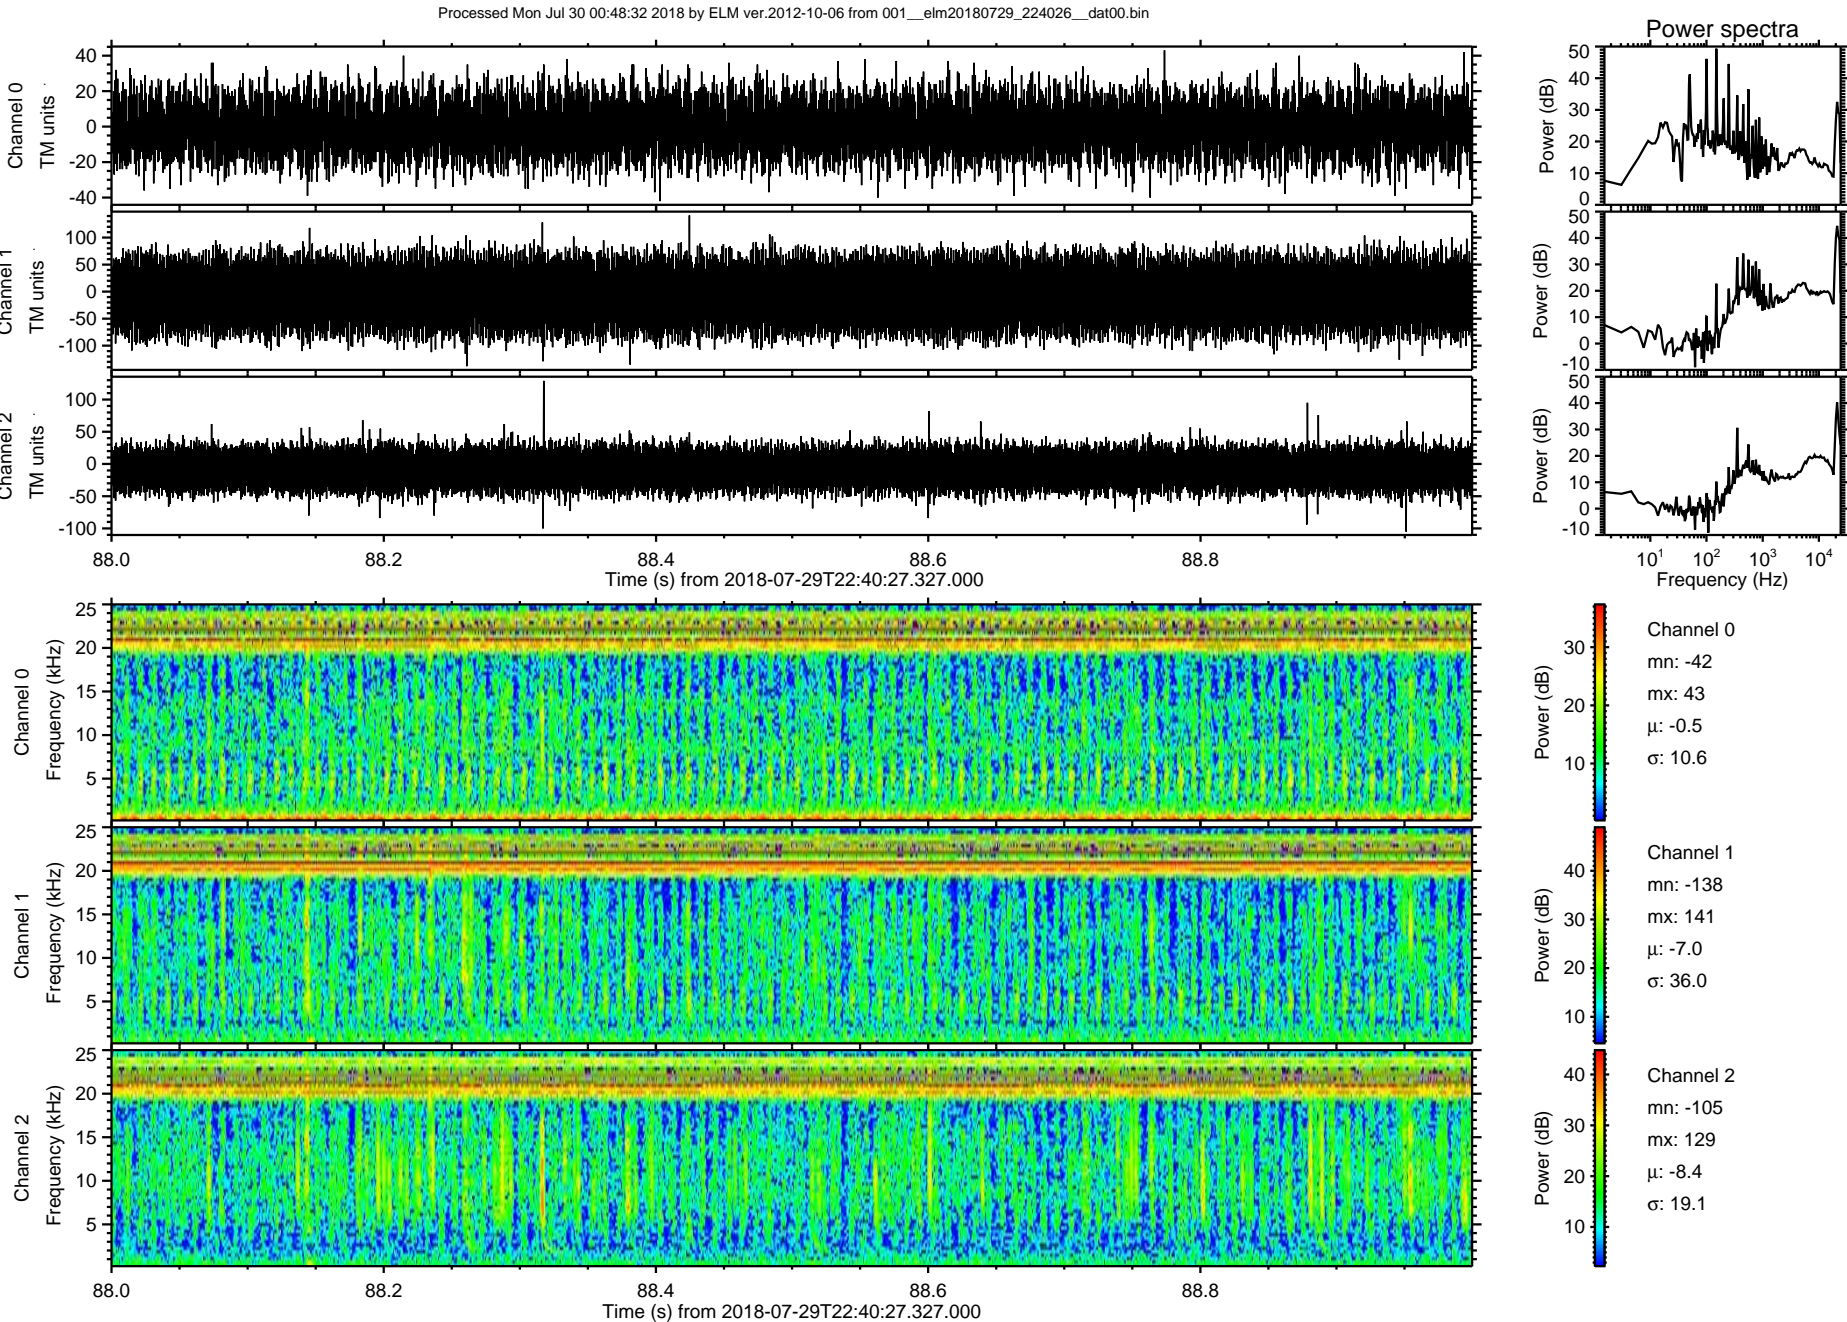 Processed Mon Jul 30 00:48:32 2018 by ELM ver.2012-10-06 from 001__elm20180729_224026__dat00.bin
Power spectra
Channel 0
TM units
40
20
0
-20
-40
Power (dB)
50
40
30
20
10
0
Channel 1
TM units
100
50
0
-50
-100
Power (dB)
50
40
30
20
10
0
-10
Channel 2
TM units
100
50
0
-50
-100
Power (dB)
50
40
30
20
10
0
-10
88.0 88.2 88.4 88.6 88.8
Time (s) from 2018-07-29T22:40:27.327.000
10¹ 10² 10³ 10⁴
Frequency (Hz)
Channel 0
Frequency (kHz)
25
20
15
10
5
Power (dB)
30
20
10
Channel 0
mn: -42
mx: 43
μ: -0.5
σ: 10.6
Channel 1
Frequency (kHz)
25
20
15
10
5
Power (dB)
40
30
20
10
Channel 1
mn: -138
mx: 141
μ: -7.0
σ: 36.0
Channel 2
Frequency (kHz)
25
20
15
10
5
Power (dB)
40
30
20
10
Channel 2
mn: -105
mx: 129
μ: -8.4
σ: 19.1
88.0 88.2 88.4 88.6 88.8
Time (s) from 2018-07-29T22:40:27.327.000